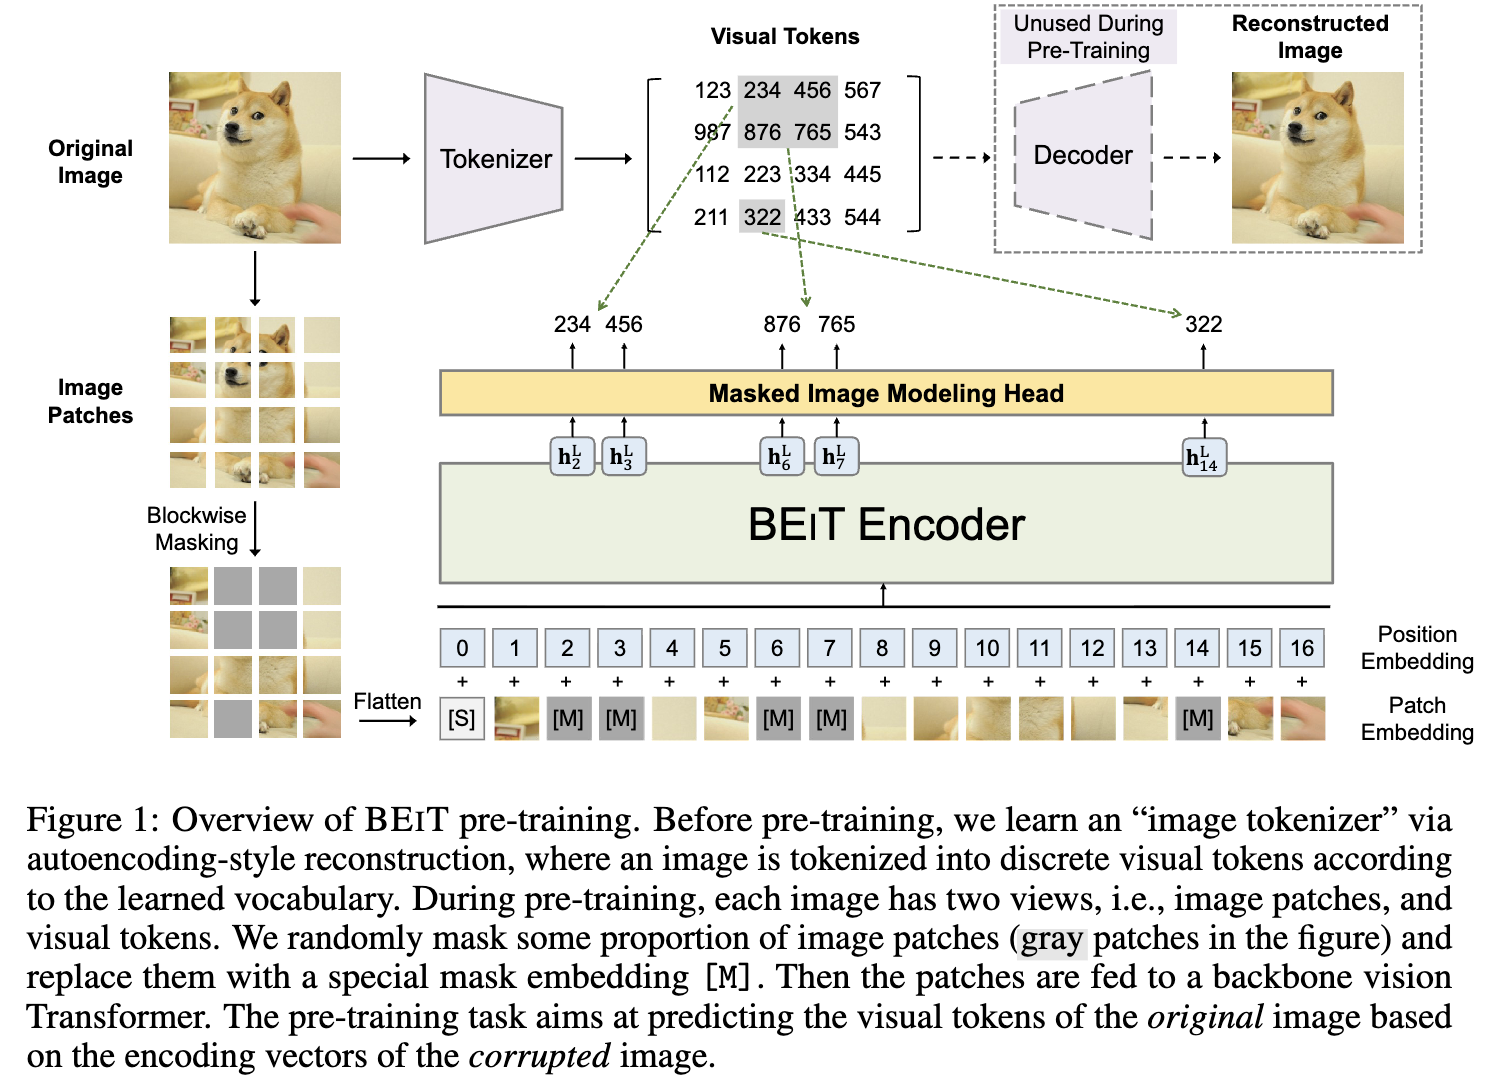 Visual Tokens
Unused During
Pre-Training
Reconstructed
Image
Original
Image
Tokenizer
123 234 456 567
987 876 765 543
112 223 334 445
211 322 433 544
Decoder
234 456 876 765 322
Image
Patches
Masked Image Modeling Head
h₂ᴸ h₃ᴸ h₆ᴸ h₇ᴸ h₁₄ᴸ
BEIT Encoder
Blockwise
Masking
0 1 2 3 4 5 6 7 8 9 10 11 12 13 14 15 16
Position
Embedding
+ + + + + + + + + + + + + + + + +
Flatten
[S] [M] [M] [M] [M] [M]
Patch
Embedding
Figure 1: Overview of BEIT pre-training. Before pre-training, we learn an “image tokenizer” via
autoencoding-style reconstruction, where an image is tokenized into discrete visual tokens according
to the learned vocabulary. During pre-training, each image has two views, i.e., image patches, and
visual tokens. We randomly mask some proportion of image patches (gray patches in the figure) and
replace them with a special mask embedding [M]. Then the patches are fed to a backbone vision
Transformer. The pre-training task aims at predicting the visual tokens of the original image based
on the encoding vectors of the corrupted image.